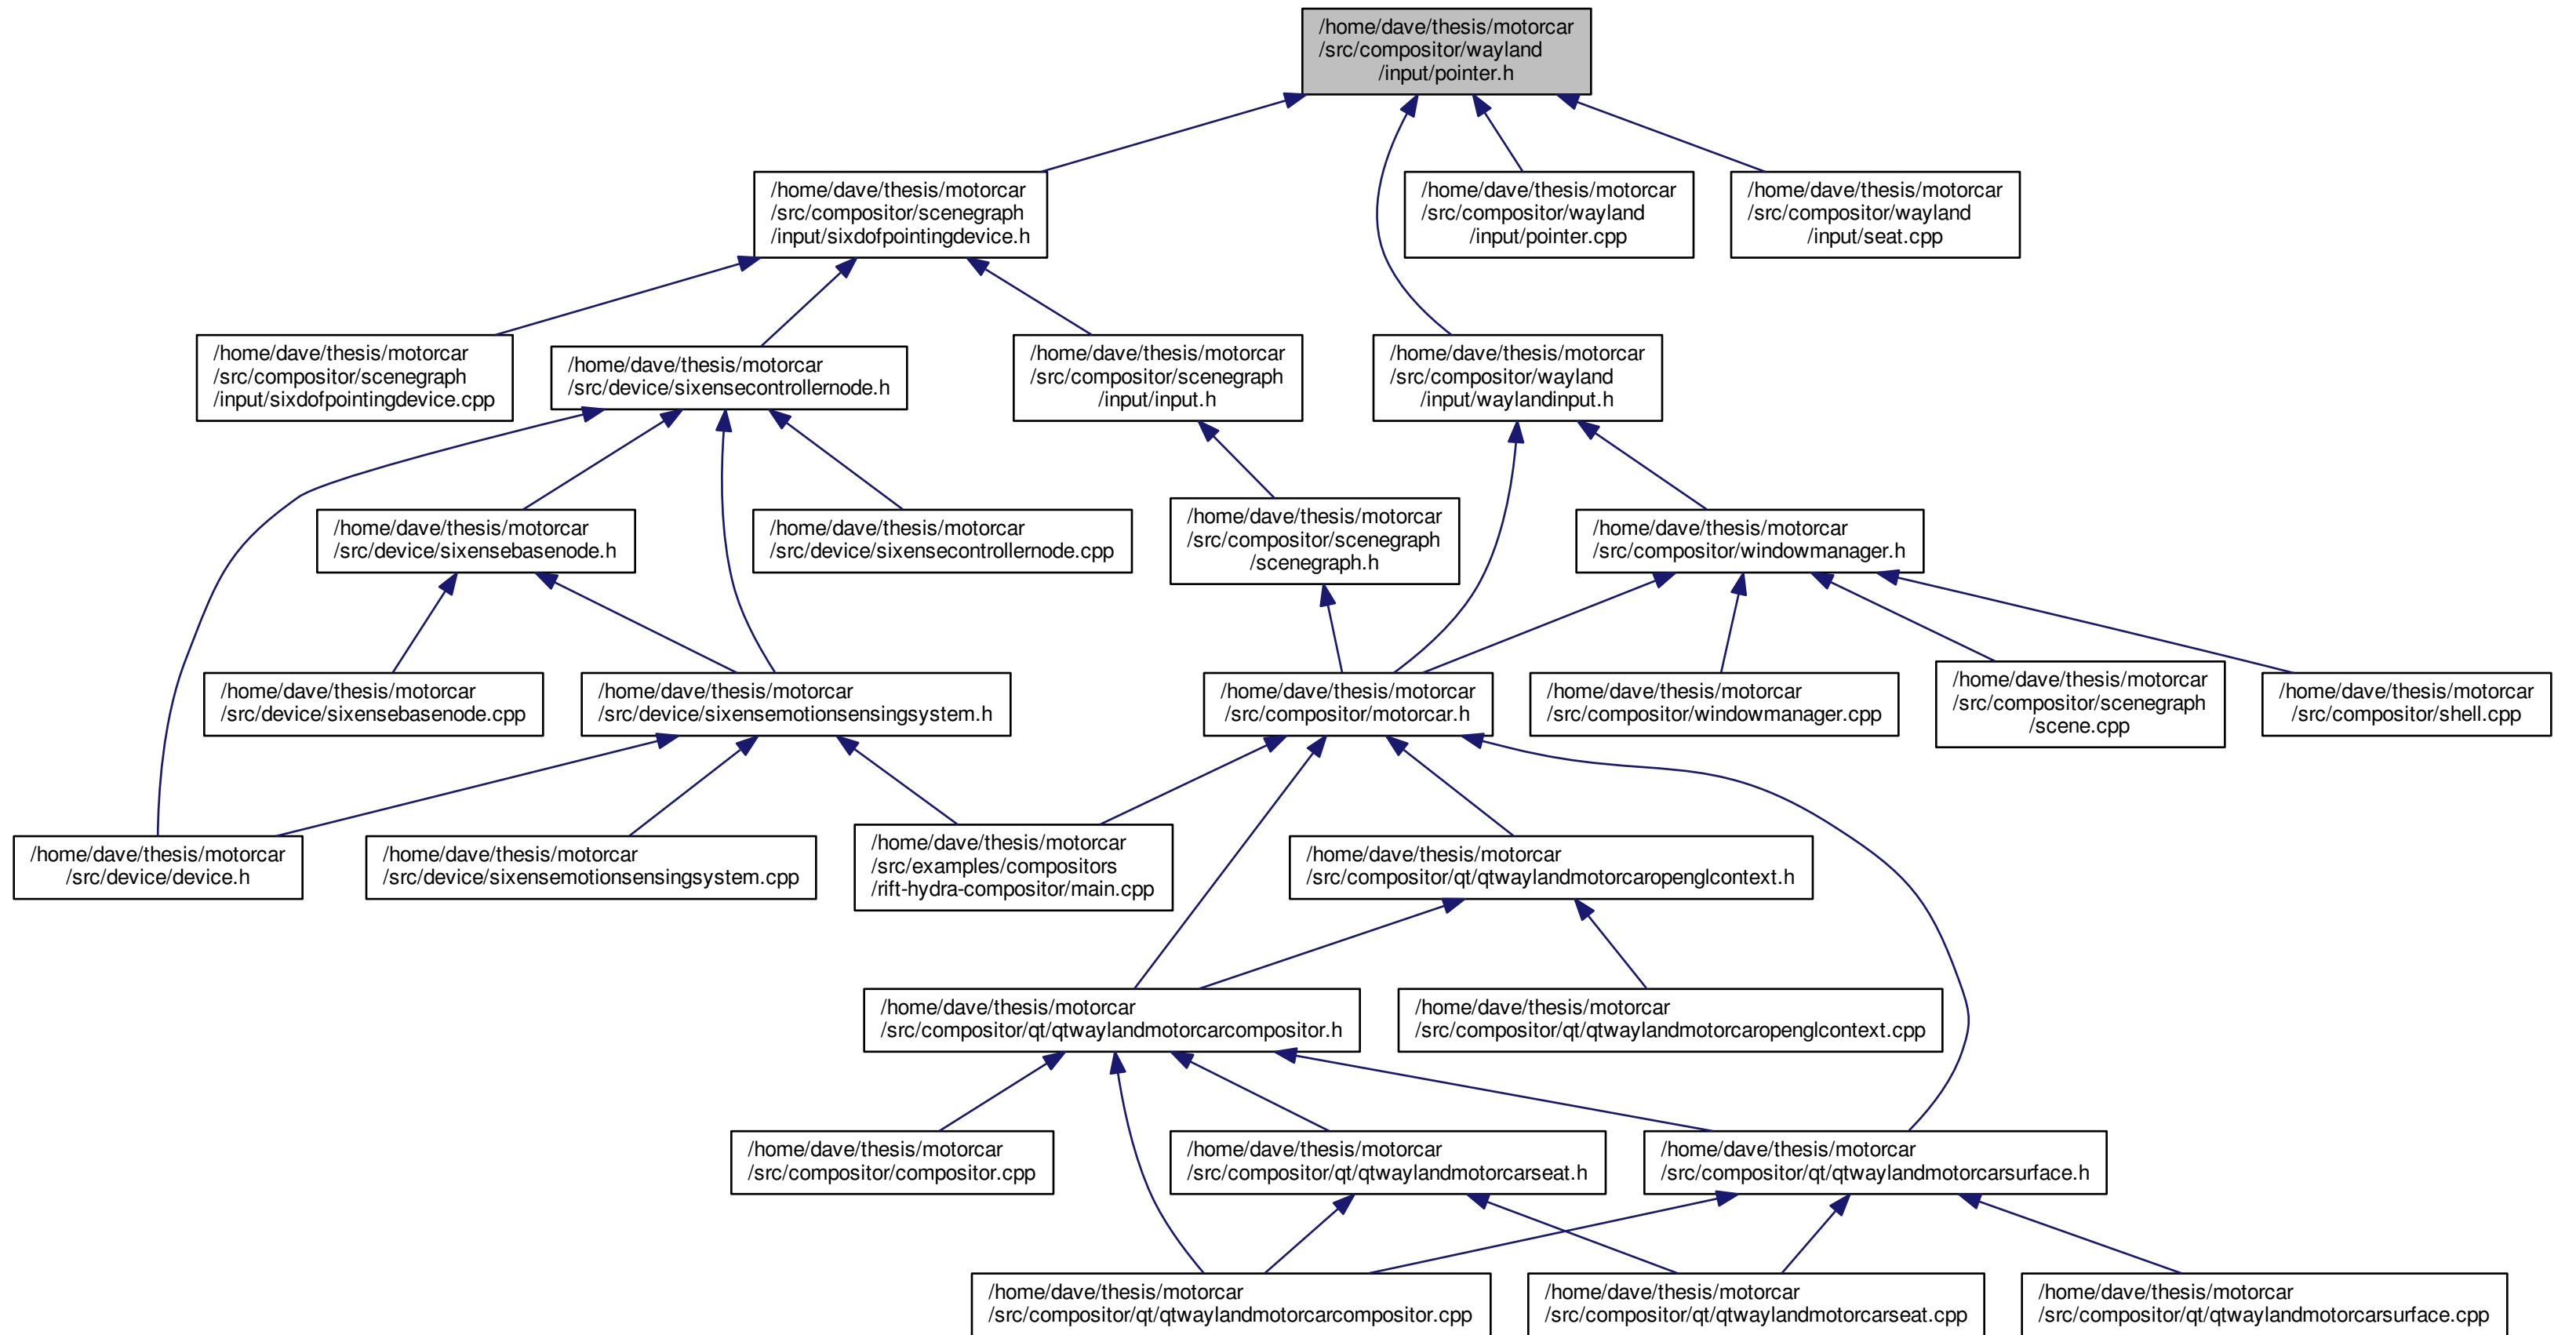 /home/dave/thesis/motorcar
/src/compositor/wayland
/input/pointer.h
/home/dave/thesis/motorcar
/src/compositor/scenegraph
/input/sixdofpointingdevice.h
/home/dave/thesis/motorcar
/src/compositor/wayland
/input/pointer.cpp
/home/dave/thesis/motorcar
/src/compositor/wayland
/input/seat.cpp
/home/dave/thesis/motorcar
/src/compositor/scenegraph
/input/sixdofpointingdevice.cpp
/home/dave/thesis/motorcar
/src/device/sixensecontrollernode.h
/home/dave/thesis/motorcar
/src/compositor/scenegraph
/input/input.h
/home/dave/thesis/motorcar
/src/compositor/wayland
/input/waylandinput.h
/home/dave/thesis/motorcar
/src/device/sixensebasenode.h
/home/dave/thesis/motorcar
/src/device/sixensecontrollernode.cpp
/home/dave/thesis/motorcar
/src/compositor/scenegraph
/scenegraph.h
/home/dave/thesis/motorcar
/src/compositor/windowmanager.h
/home/dave/thesis/motorcar
/src/device/sixensebasenode.cpp
/home/dave/thesis/motorcar
/src/device/sixensemotionsensingsystem.h
/home/dave/thesis/motorcar
/src/compositor/motorcar.h
/home/dave/thesis/motorcar
/src/compositor/windowmanager.cpp
/home/dave/thesis/motorcar
/src/compositor/scenegraph
/scene.cpp
/home/dave/thesis/motorcar
/src/compositor/shell.cpp
/home/dave/thesis/motorcar
/src/device/device.h
/home/dave/thesis/motorcar
/src/device/sixensemotionsensingsystem.cpp
/home/dave/thesis/motorcar
/src/examples/compositors
/rift-hydra-compositor/main.cpp
/home/dave/thesis/motorcar
/src/compositor/qt/qtwaylandmotorcaropenglcontext.h
/home/dave/thesis/motorcar
/src/compositor/qt/qtwaylandmotorcarcompositor.h
/home/dave/thesis/motorcar
/src/compositor/qt/qtwaylandmotorcaropenglcontext.cpp
/home/dave/thesis/motorcar
/src/compositor/compositor.cpp
/home/dave/thesis/motorcar
/src/compositor/qt/qtwaylandmotorcarseat.h
/home/dave/thesis/motorcar
/src/compositor/qt/qtwaylandmotorcarsurface.h
/home/dave/thesis/motorcar
/src/compositor/qt/qtwaylandmotorcarcompositor.cpp
/home/dave/thesis/motorcar
/src/compositor/qt/qtwaylandmotorcarseat.cpp
/home/dave/thesis/motorcar
/src/compositor/qt/qtwaylandmotorcarsurface.cpp